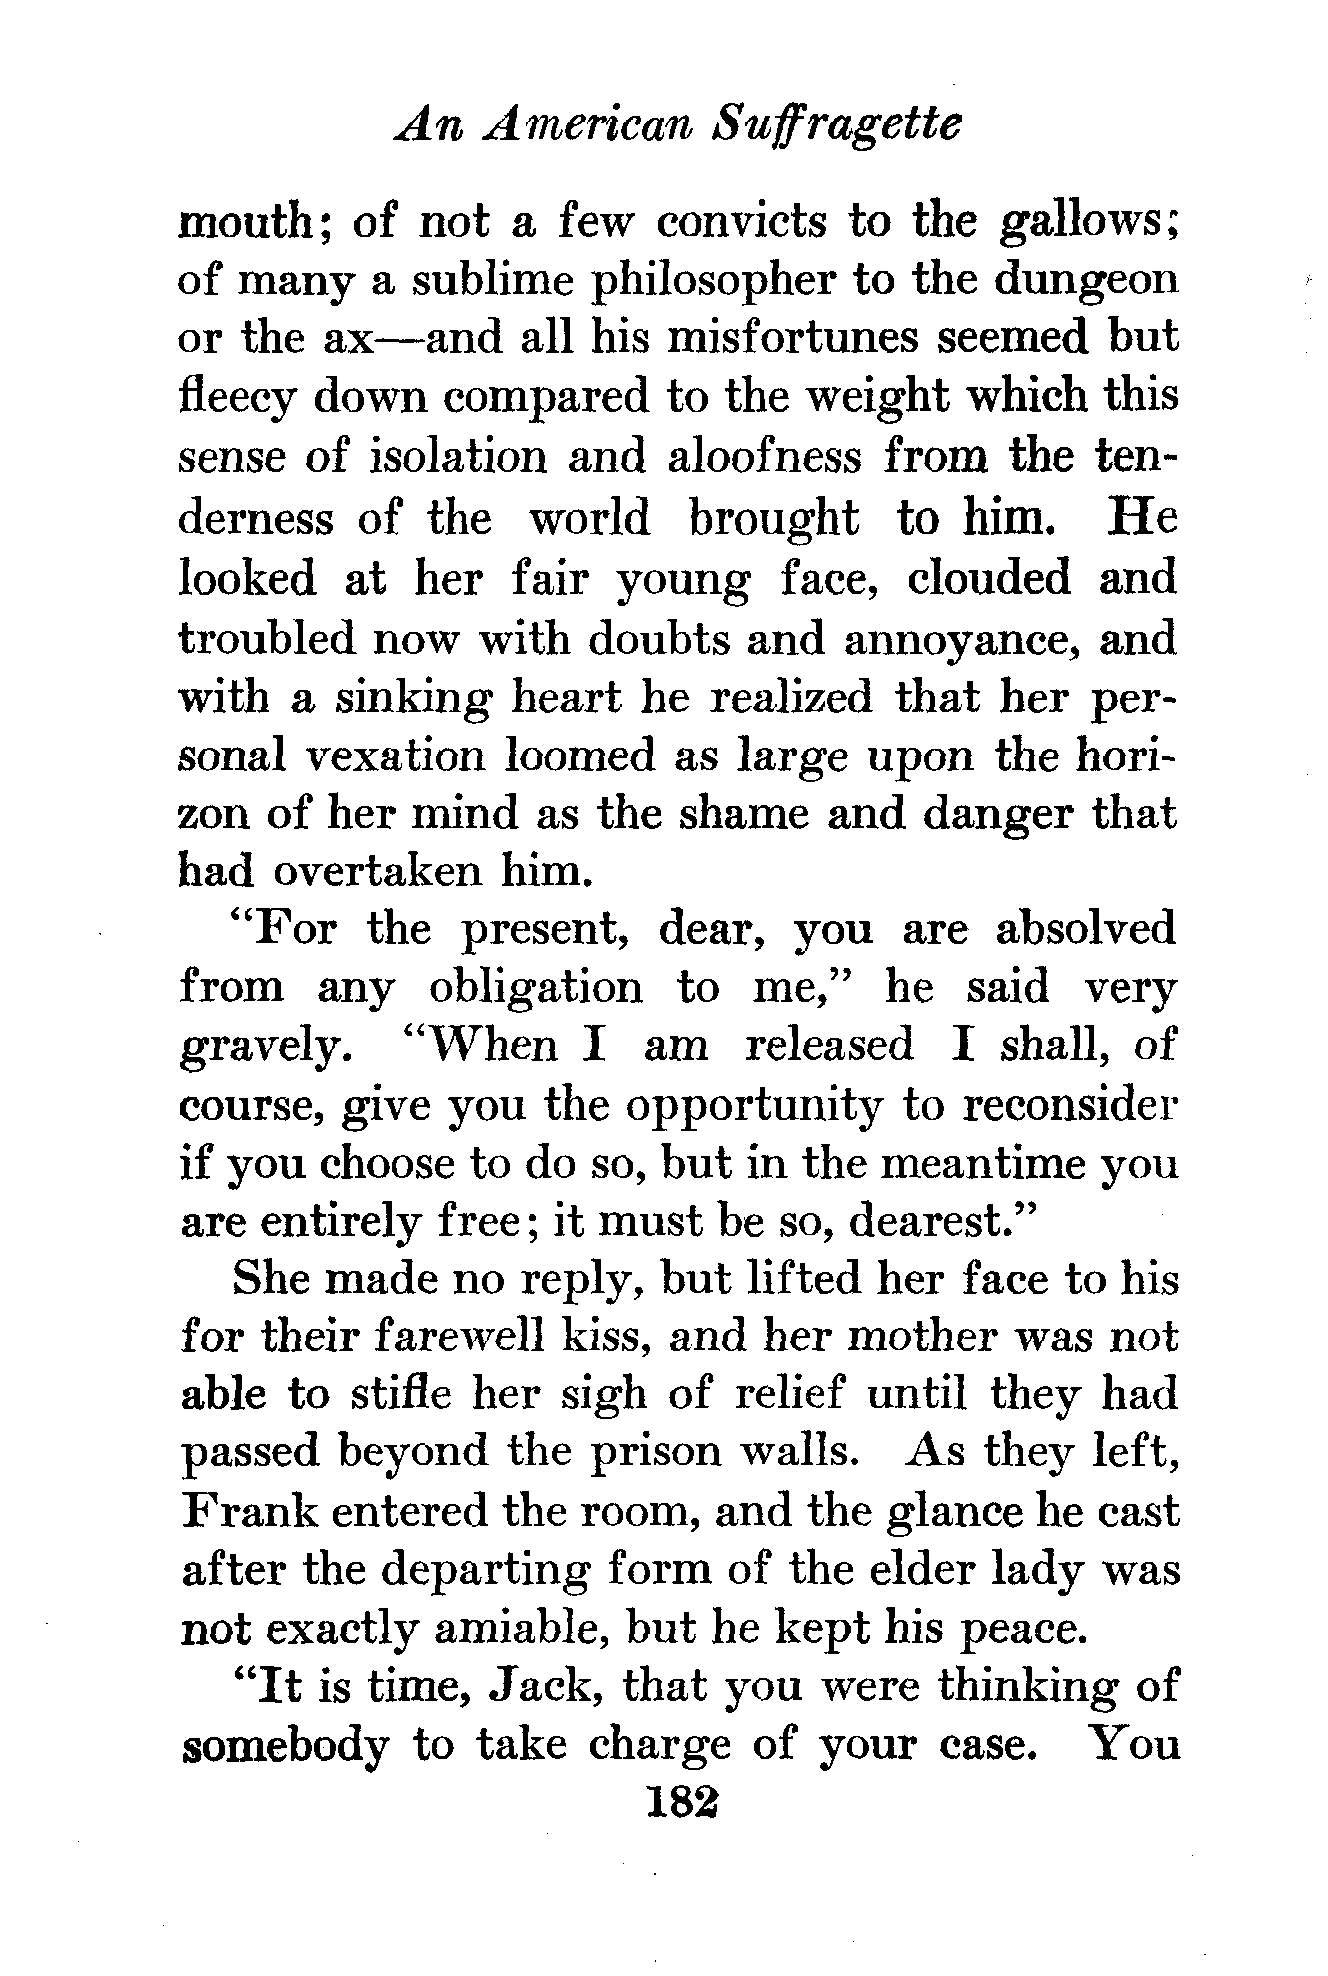 An American Suffragette
mouth; of not a few convicts to the gallows;
of many a sublime philosopher to the dungeon
or the ax—and all his misfortunes seemed but
fleecy down compared to the weight which this
sense of isolation and aloofness from the ten-
derness of the world brought to him. He
looked at her fair young face, clouded and
troubled now with doubts and annoyance, and
with a sinking heart he realized that her per-
sonal vexation loomed as large upon the hori-
zon of her mind as the shame and danger that
had overtaken him.
“For the present, dear, you are absolved
from any obligation to me,” he said very
gravely. “When I am released I shall, of
course, give you the opportunity to reconsider
if you choose to do so, but in the meantime you
are entirely free; it must be so, dearest.”
She made no reply, but lifted her face to his
for their farewell kiss, and her mother was not
able to stifle her sigh of relief until they had
passed beyond the prison walls. As they left,
Frank entered the room, and the glance he cast
after the departing form of the elder lady was
not exactly amiable, but he kept his peace.
“It is time, Jack, that you were thinking of
somebody to take charge of your case. You
182